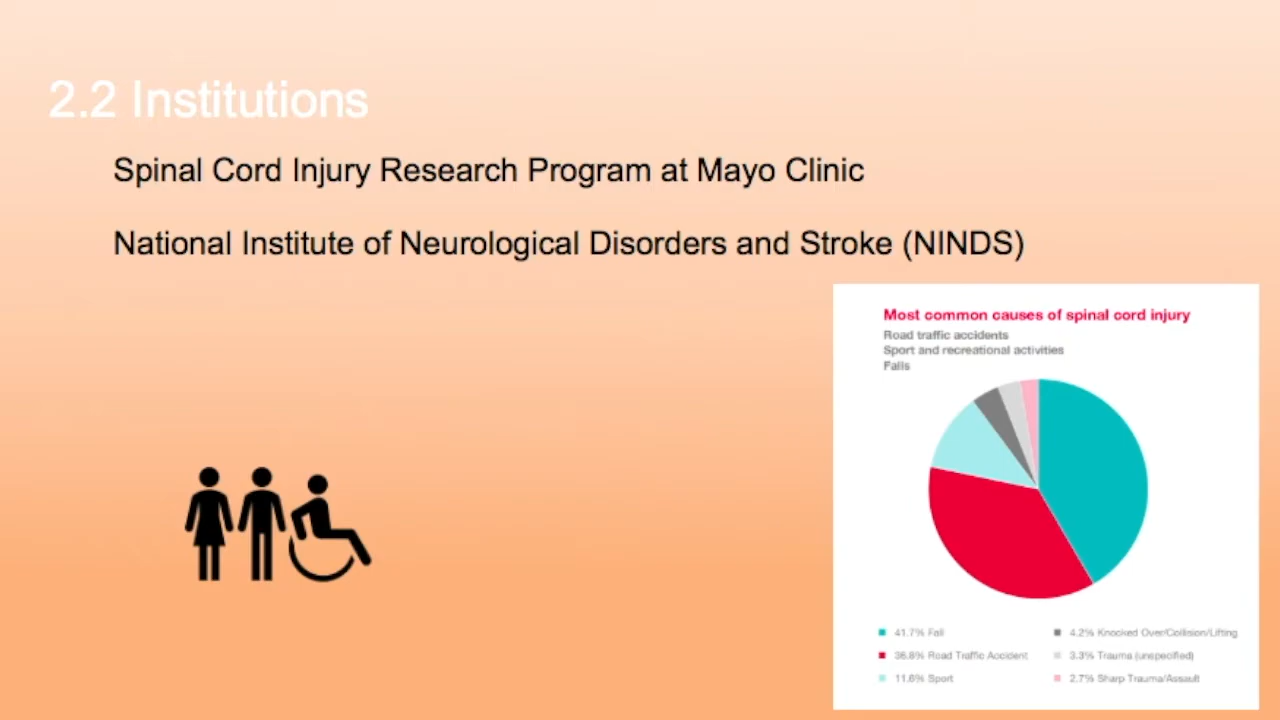 2.2 Institutions
Spinal Cord Injury Research Program at Mayo Clinic
National Institute of Neurological Disorders and Stroke (NINDS)
Most common causes of spinal cord injury
Road traffic accidents
Sport and recreational activities
Falls
41.7% Fall
36.8% Road Traffic Accident
11.6% Sport
4.2% Knocked Over/Collision/Lifting
3.3% Trauma (unspecified)
2.7% Sharp Trauma/Assault